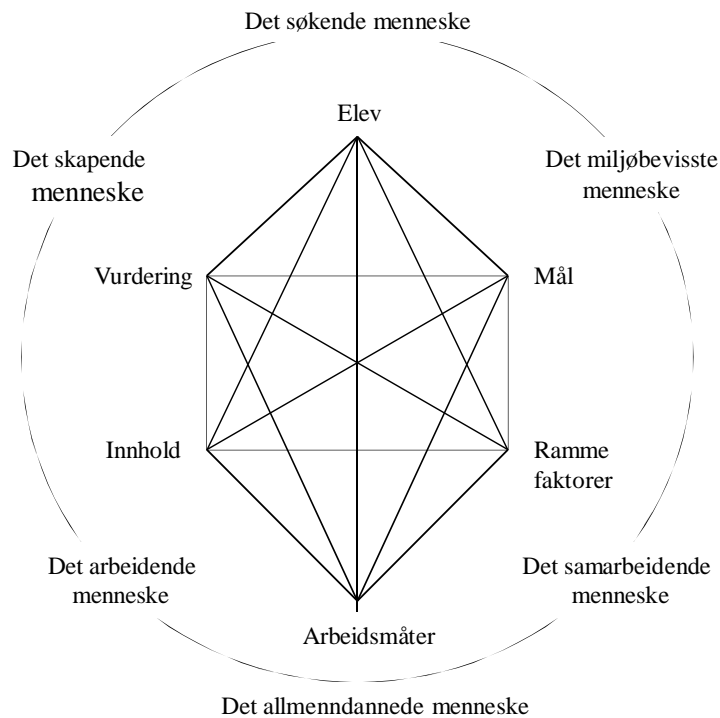 Det søkende menneske
Elev
Det skapende
menneske
Det miljøbevisste
menneske
Vurdering
Mål
Innhold
Ramme
faktorer
Det arbeidende
menneske
Det samarbeidende
menneske
Arbeidsmåter
Det allmenndannede menneske